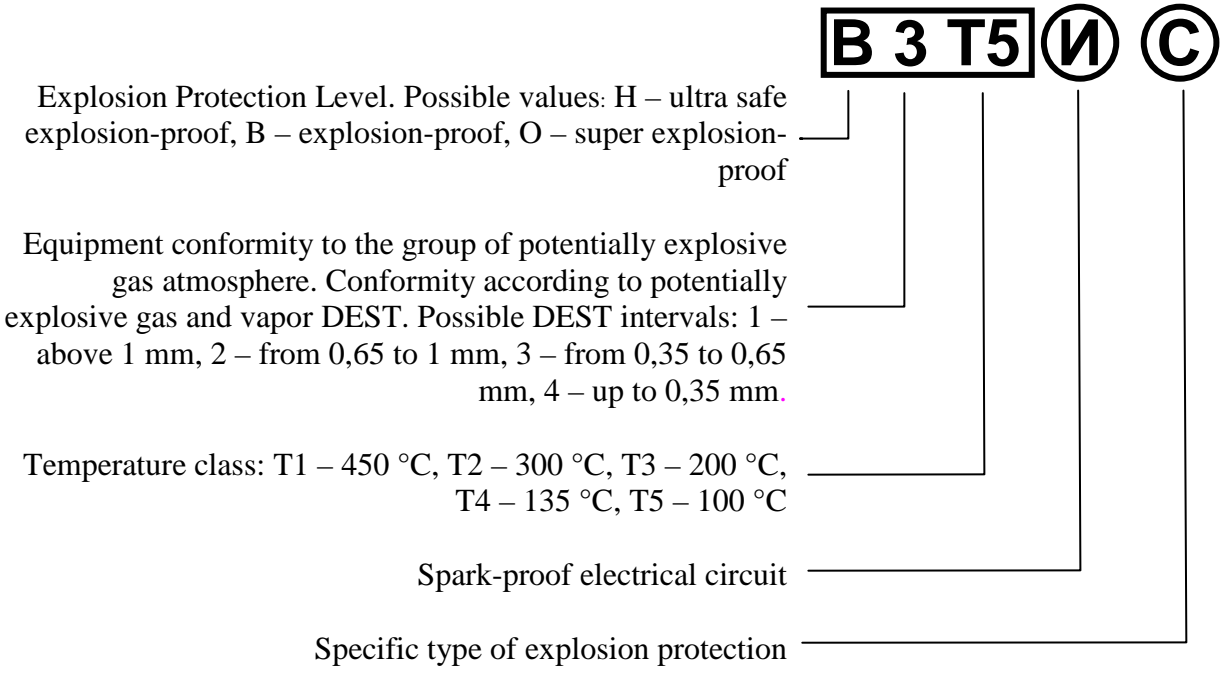 В 3 Т5 И С
Explosion Protection Level. Possible values: H – ultra safe
explosion-proof, B – explosion-proof, O – super explosion-
proof
Equipment conformity to the group of potentially explosive
gas atmosphere. Conformity according to potentially
explosive gas and vapor DEST. Possible DEST intervals: 1 –
above 1 mm, 2 – from 0,65 to 1 mm, 3 – from 0,35 to 0,65
mm, 4 – up to 0,35 mm.
Temperature class: T1 – 450 °C, T2 – 300 °C, T3 – 200 °C,
T4 – 135 °C, T5 – 100 °C
Spark-proof electrical circuit
Specific type of explosion protection